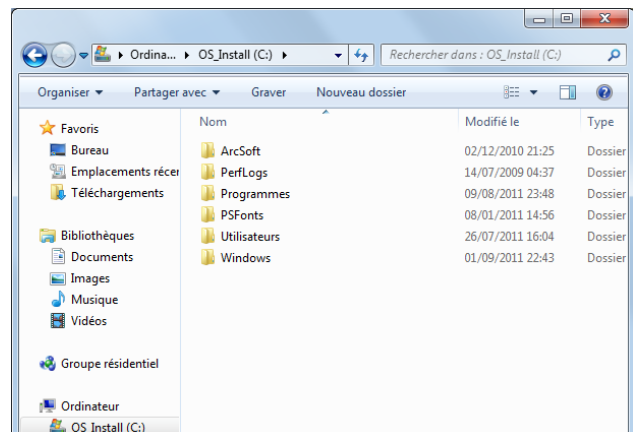 Ordina... OS_Install (C:) Rechercher dans : OS_Install (C:)
Organiser Partager avec Graver Nouveau dossier
Favoris
Bureau
Emplacements récer
Téléchargements
Bibliothèques
Documents
Images
Musique
Vidéos
Groupe résidentiel
Ordinateur
OS_Install (C:)
Nom Modifié le Type
ArcSoft 02/12/2010 21:25 Dossier
PerfLogs 14/07/2009 04:37 Dossier
Programmes 09/08/2011 23:48 Dossier
PSFonts 08/01/2011 14:56 Dossier
Utilisateurs 26/07/2011 16:04 Dossier
Windows 01/09/2011 22:43 Dossier